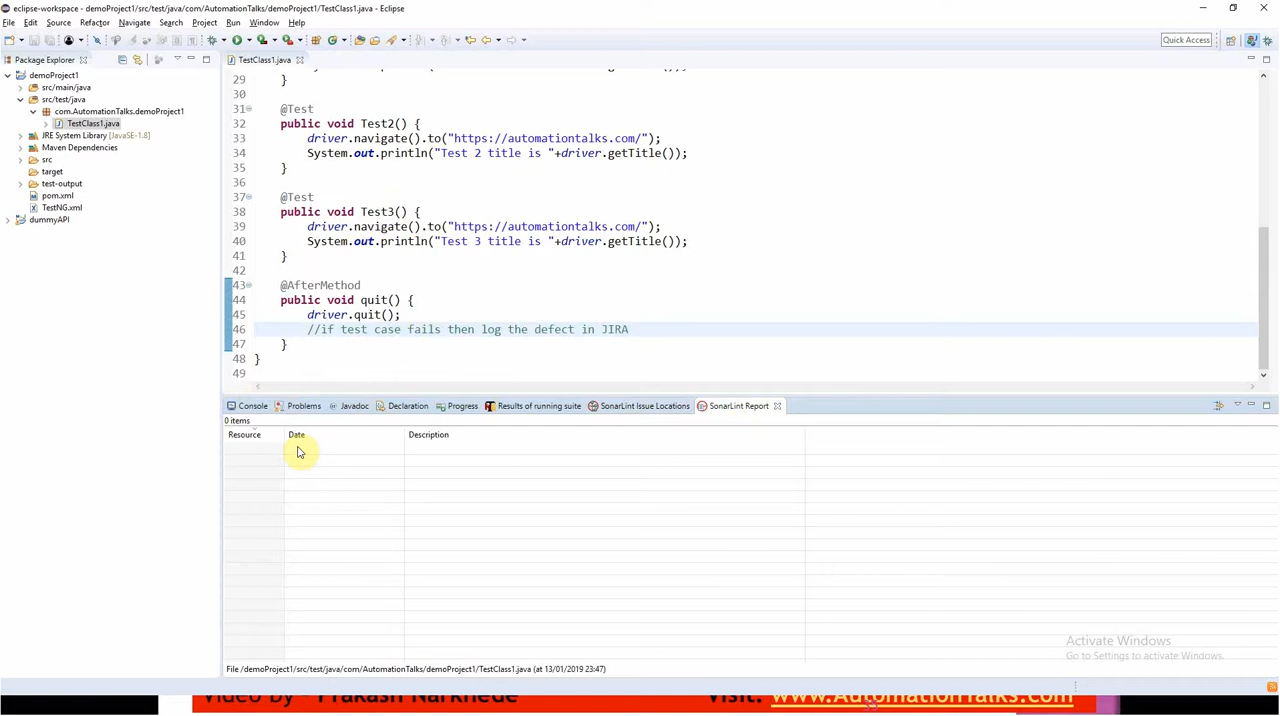 eclipse-workspace - demoProject1/src/test/java/com/AutomationTalks/demoProject1/TestClass1.java - Eclipse
File Edit Source Refactor Navigate Search Project Run Window Help
Quick Access
Package Explorer
TestClass1.java
demoProject1
src/main/java
src/test/java
com.AutomationTalks.demoProject1
TestClass1.java
JRE System Library [JavaSE-1.8]
Maven Dependencies
src
target
test-output
pom.xml
TestNG.xml
dummyAPI
29 }
30
31 @Test
32 public void Test2() {
33 driver.navigate().to("https://automationtalks.com/");
34 System.out.println("Test 2 title is "+driver.getTitle());
35 }
36
37 @Test
38 public void Test3() {
39 driver.navigate().to("https://automationtalks.com/");
40 System.out.println("Test 3 title is "+driver.getTitle());
41 }
42
43 @AfterMethod
44 public void quit() {
45 driver.quit();
46 //if test case fails then log the defect in JIRA
47 }
48 }
49
Console Problems Javadoc Declaration Progress Results of running suite SonarLint Issue Locations SonarLint Report
0 items
Resource Date Description
Activate Windows
Go to Settings to activate Windows.
File /demoProject1/src/test/java/com/AutomationTalks/demoProject1/TestClass1.java (at 13/01/2019 23:47)
Video by - Prakash Narkhede Visit: www.AutomationTalks.com